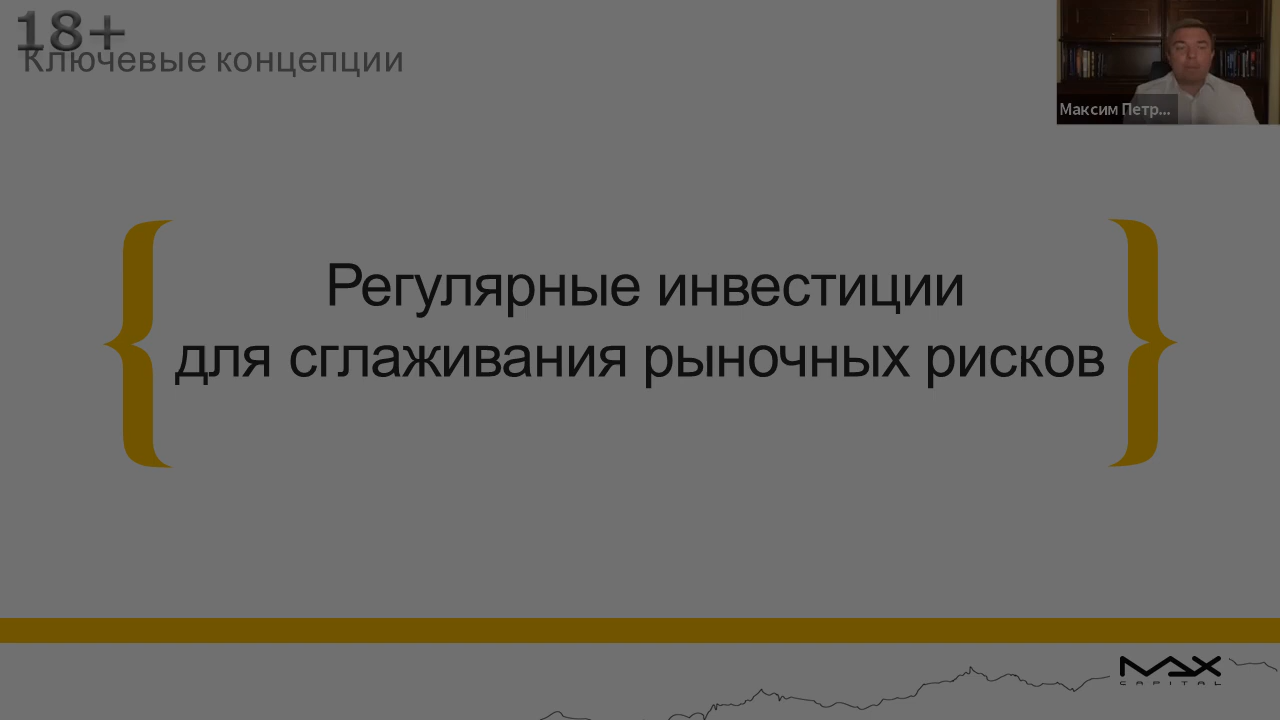 18+
Ключевые концепции
Максим Петр...
Регулярные инвестиции
для сглаживания рыночных рисков
MAX
CAPITAL